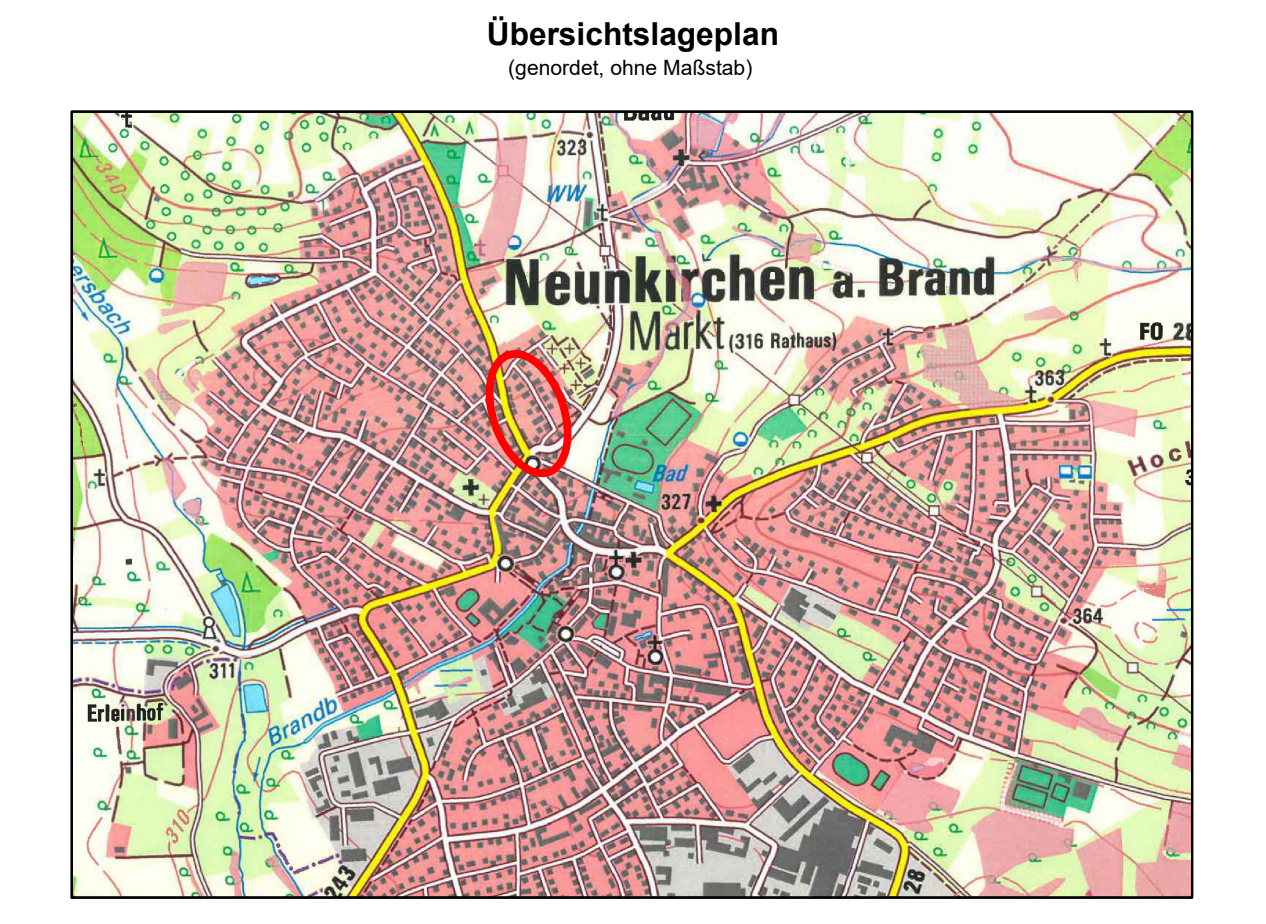 Übersichtslageplan
(genordet, ohne Maßstab)
323
340
WW
Neunkirchen a. Brand
Markt (316 Rathaus)
FO 28
ersbach
363
Hoch
Bad
327
364
311
Erleinhof
Brandb
310
243
28